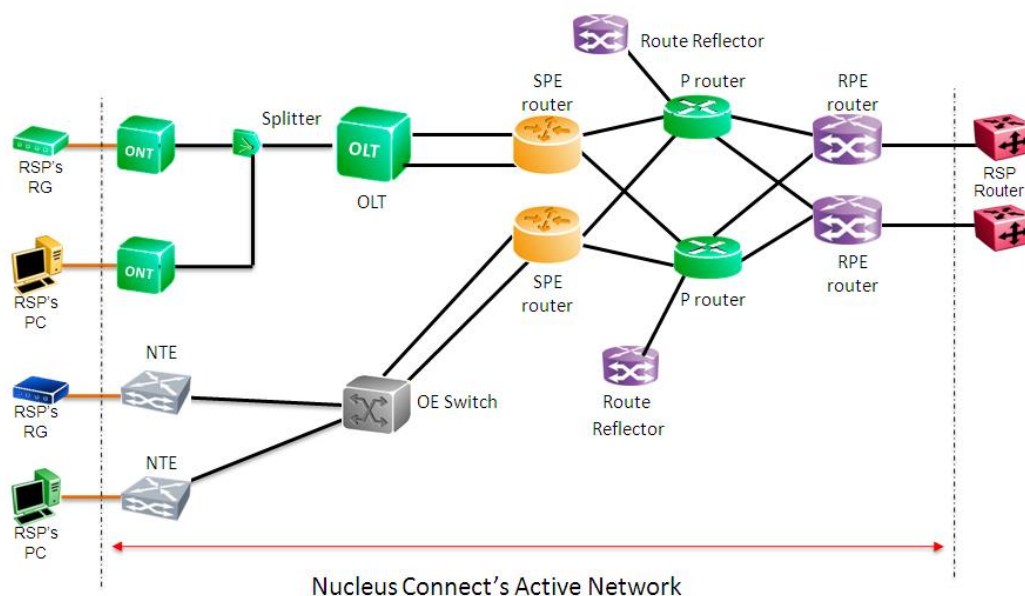 Route Reflector
SPE
router
P router
RPE
router
Splitter
ONT
OLT
RSP's
RG
OLT
RSP
Router
ONT
SPE
router
P router
RPE
router
RSP's
PC
NTE
OE Switch
RSP's
RG
Route
Reflector
NTE
RSP's
PC
Nucleus Connect's Active Network